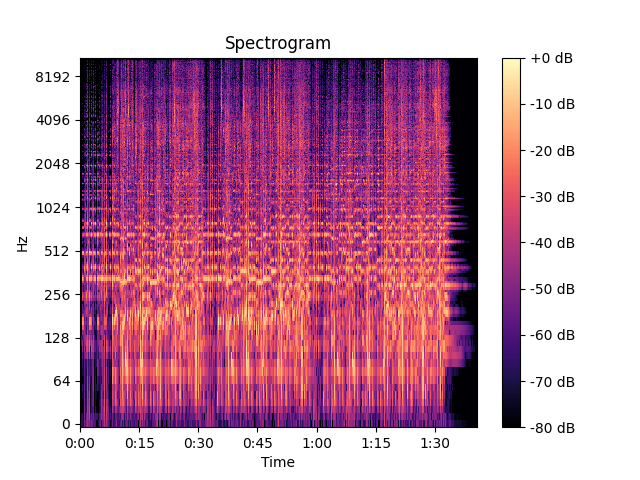 Spectrogram
Hz
8192
4096
2048
1024
512
256
128
64
0
0:00 0:15 0:30 0:45 1:00 1:15 1:30
Time
+0 dB
-10 dB
-20 dB
-30 dB
-40 dB
-50 dB
-60 dB
-70 dB
-80 dB